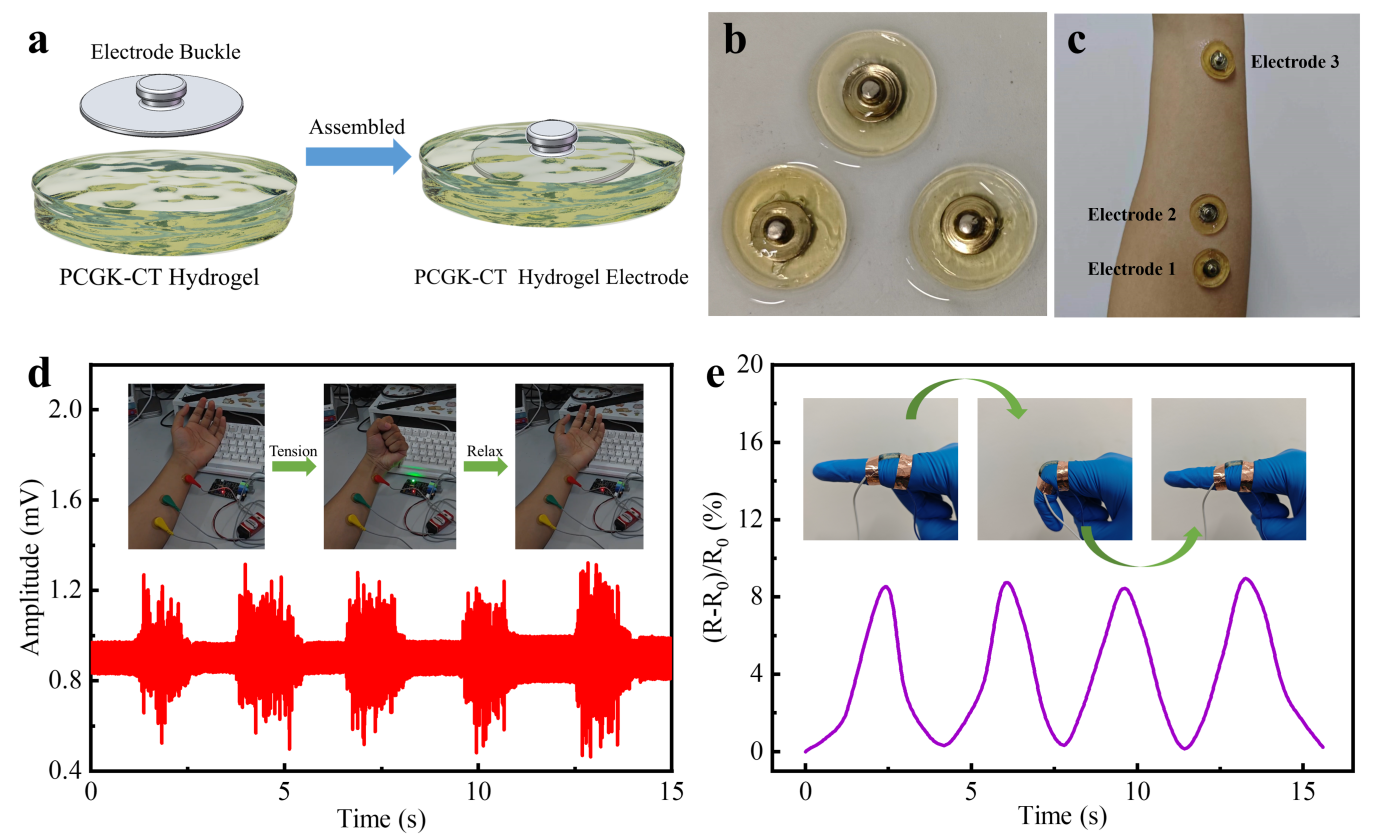 a
Electrode Buckle
Assembled
PCGK-CT Hydrogel
PCGK-CT Hydrogel Electrode
b
c
Electrode 3
Electrode 2
Electrode 1
d
Tension
Relax
Amplitude (mV)
2.0
1.6
1.2
0.8
0.4
0
5
10
15
Time (s)
e
(R-R₀)/R₀ (%)
20
16
12
8
4
0
0
5
10
15
Time (s)